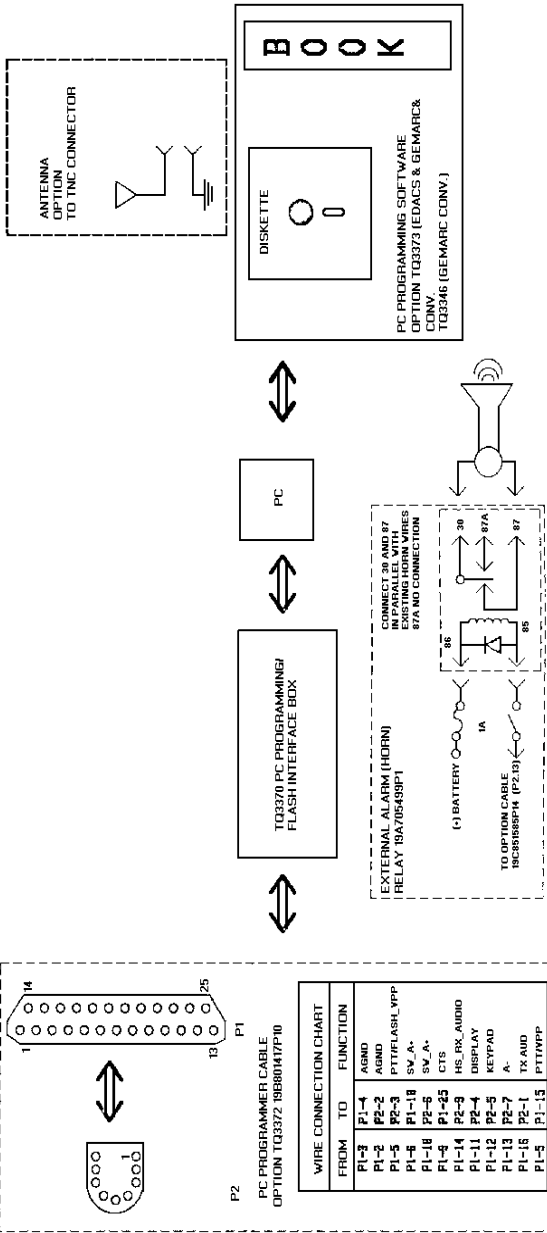 P2
1
1
14
13
25
P1
PC PROGRAMMER CABLE
OPTION TQ3372 19B801417P10
WIRE CONNECTION CHART
FROM TO FUNCTION
P1-3 P1-4 AGND
P1-2 P2-2 AGND
P1-5 P2-3 PTT/FLASH_VPP
P1-6 P1-18 SW_A+
P1-18 P2-6 SW_A+
P1-9 P1-25 CTS
P1-14 P2-9 HS_RX_AUDIO
P1-11 P2-4 DISPLAY
P1-12 P2-5 KEYPAD
P1-13 P2-7 A-
P1-16 P2-1 TX AUD
P1-5 P1-15 PTT/VPP
TQ3370 PC PROGRAMMING/
FLASH INTERFACE BOX
PC
ANTENNA
OPTION
TO TNC CONNECTOR
DISKETTE
BOOK
PC PROGRAMMING SOFTWARE
OPTION TQ3373 (EDACS & GEMARC&
CONV.
TQ3346 (GEMARC CONV.)
EXTERNAL ALARM (HORN)
RELAY 19A705499P1
CONNECT 30 AND 87
IN PARALLEL WITH
EXISTING HORN WIRES
87A NO CONNECTION
(+) BATTERY
1A
TO OPTION CABLE
19C851585P14 (P2.13)
86
85
30
87A
87